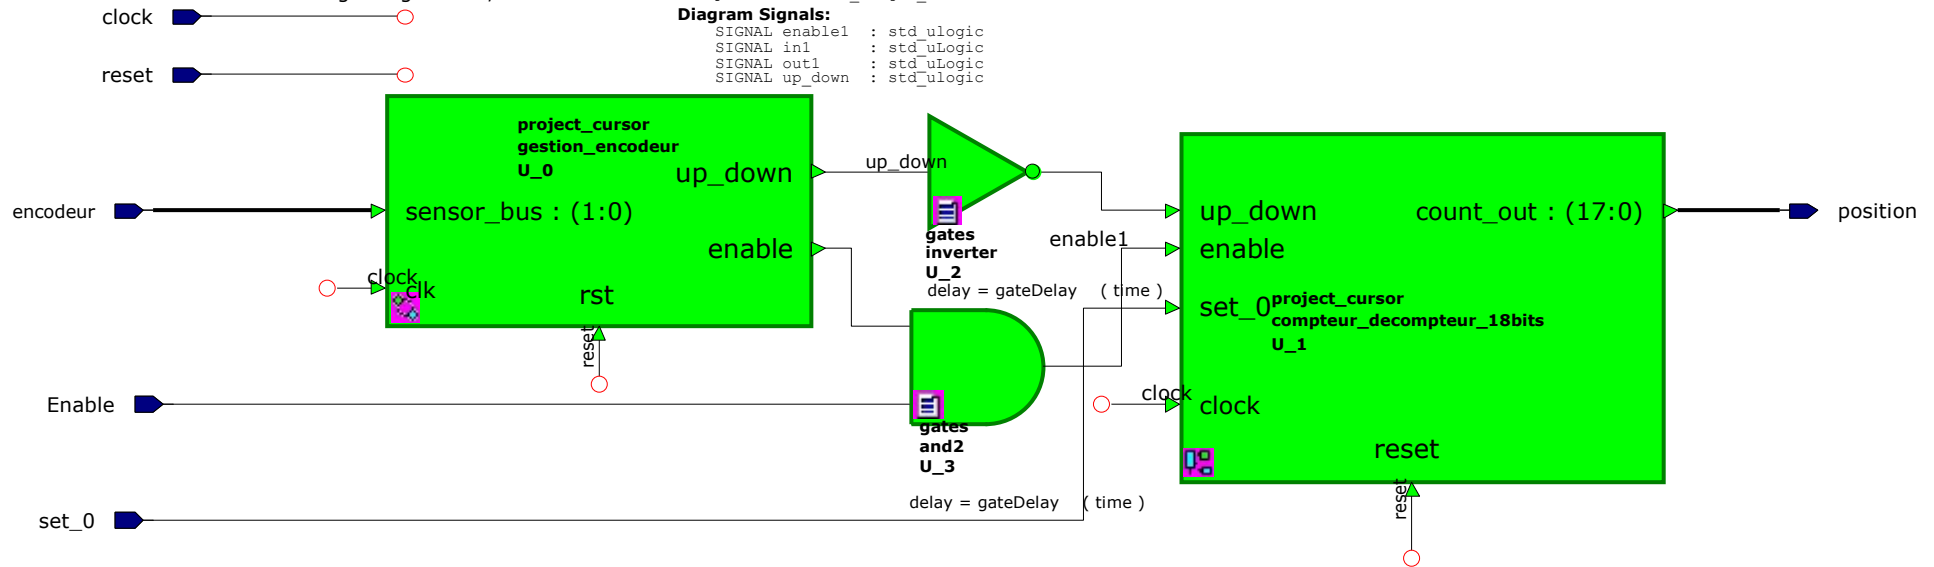 clock
reset
Diagram Signals:
SIGNAL enable1 : std_ulogic
SIGNAL in1 : std_uLogic
SIGNAL out1 : std_uLogic
SIGNAL up_down : std_ulogic
project_cursor
gestion_encodeur
U_0
up_down
sensor_bus : (1:0)
enable
clock
clk
rst
reset
encodeur
up_down
gates
inverter
U_2
delay = gateDelay ( time )
enable1
Enable
gates
and2
U_3
delay = gateDelay ( time )
set_0
up_down
count_out : (17:0)
enable
set_0
project_cursor
compteur_decompteur_18bits
U_1
clock
clock
reset
reset
position